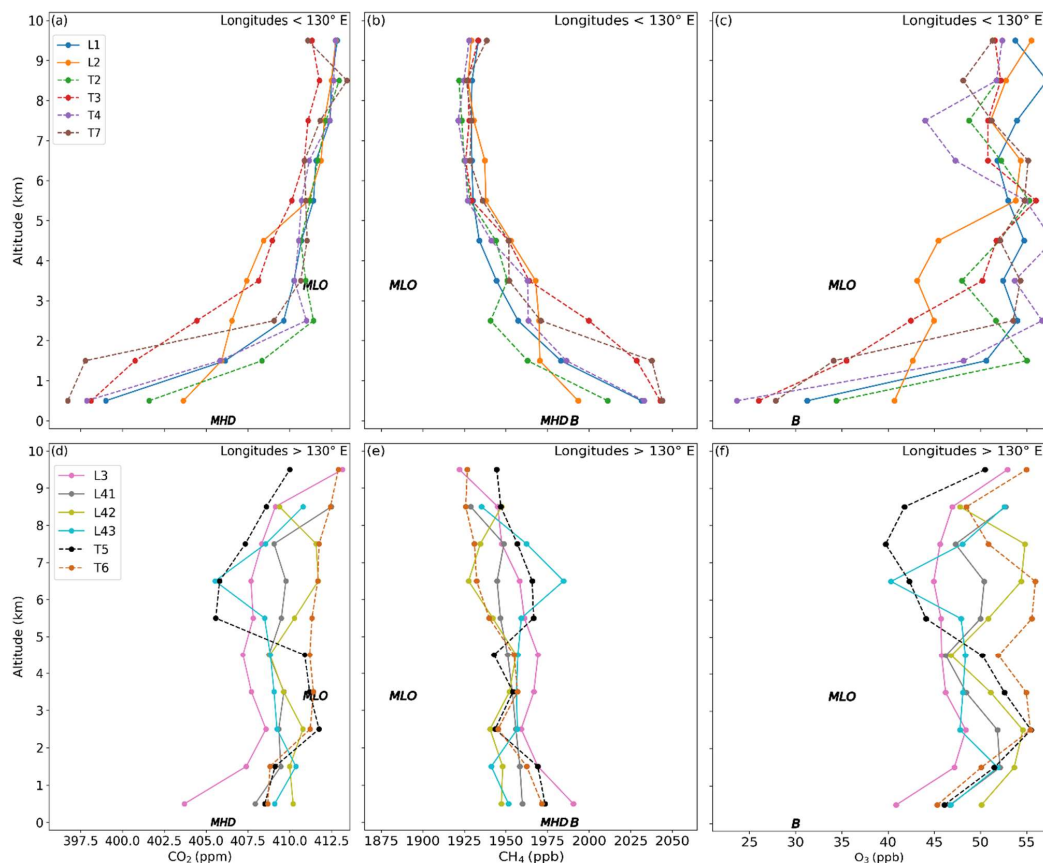 (a) Longitudes < 130° E
(b) Longitudes < 130° E
(c) Longitudes < 130° E
10
9
8
7
6
5
4
3
2
1
0
Altitude (km)
L1
L2
T2
T3
T4
T7
MLO
MHD
MLO
MHD B
MLO
B
(d) Longitudes > 130° E
(e) Longitudes > 130° E
(f) Longitudes > 130° E
10
9
8
7
6
5
4
3
2
1
0
Altitude (km)
L3
L41
L42
L43
T5
T6
MLO
MHD
MLO
MHD B
MLO
B
397.5 400.0 402.5 405.0 407.5 410.0 412.5
CO₂ (ppm)
1875 1900 1925 1950 1975 2000 2025 2050
CH₄ (ppb)
25 30 35 40 45 50 55
O₃ (ppb)